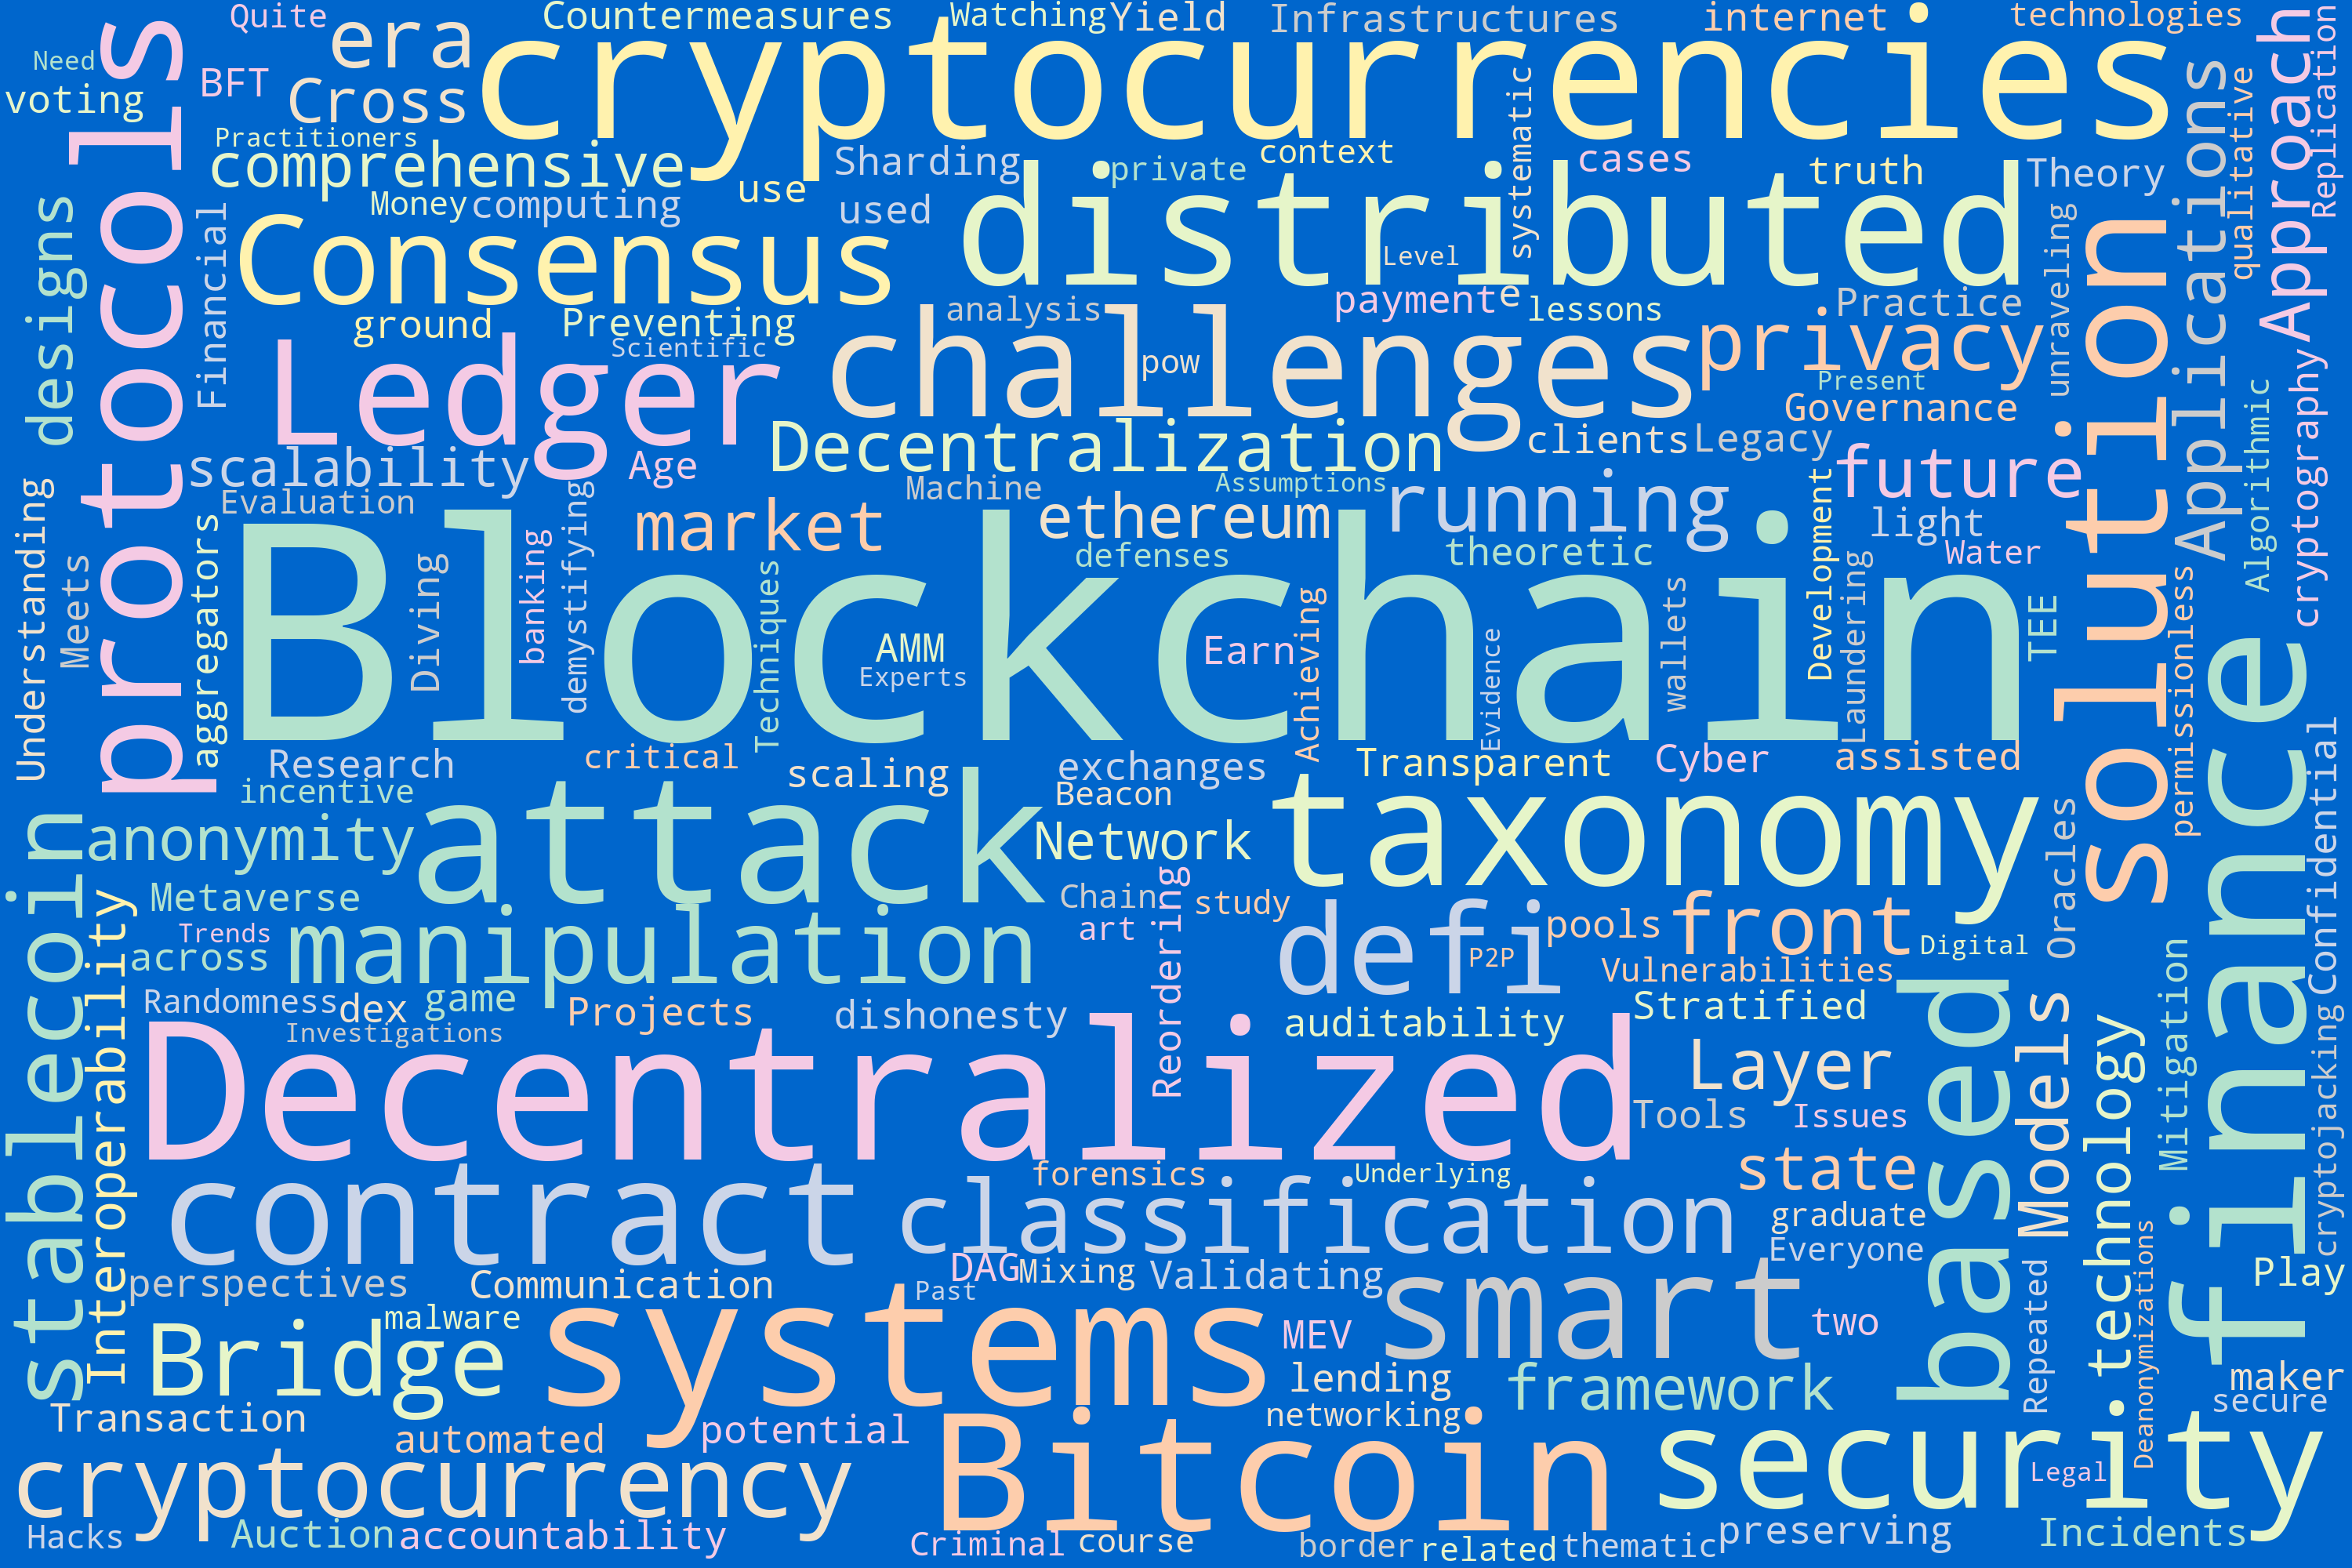 Quite
Countermeasures
Watching
Yield
Infrastructures
internet
technologies
Need
voting
BFT
era
Cross
cryptocurrencies
protocols
Approach
Replication
Practitioners
comprehensive
Sharding
private
context
systematic
cases
truth
Theory
Applications
qualitative
designs
Financial
Money
computing
use
used
distributed
Level
unraveling
solution
Consensus
ground
Preventing
analysis
payment
e
lessons
Practice
Ledger
Scientific
challenges
pow
privacy
Present
Governance
cryptography
Algorithmic
scalability
Age
Decentralization
clients
Legacy
Evaluation
demystifying
Machine
Assumptions
running
Development
future
Understanding
Meets
aggregators
market
ethereum
defenses
theoretic
light
Water
Laundering
permissionless
Blockchain
Diving
banking
Techniques
AMM
Experts
Earn
Achieving
Evidence
Wallets
TEE
finance
Research
critical
scaling
exchanges
Transparent
Cyber
assisted
Confidential
incentive
Beacon
stablecoin
anonymity
attack
Network
taxonomy
Oracles
Interoperability
Metaverse
Chain
Reordering
study
Trends
across
manipulation
art
defi
P2P
pools
front
Digital
Vulnerabilities
Mitigation
Randomness
dex
game
Investigations
Projects
dishonesty
auditability
Stratified
based
Models
technology
cryptojacking
Decentralized
Layer
Tools
Issues
forensics
Underlying
state
contract
classification
graduate
Everyone
Deanonymizations
perspectives
Communication
DAG
Past
Mixing
Validating
Repeated
Play
malware
Bridge
systems
MEV
smart
two
lending
framework
maker
secure
Transaction
automated
potential
networking
cryptocurrency
Bitcoin
security
Legal
Hacks
Auction
accountability
Criminal
course
border
related
thematic
preserving
Incidents